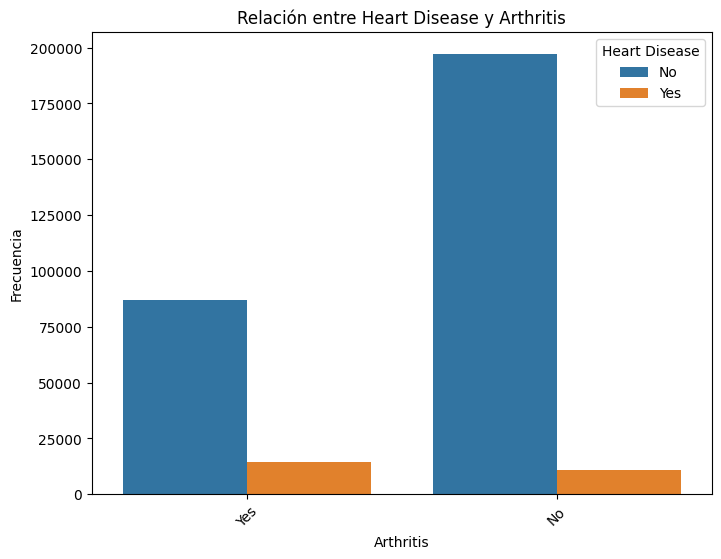 Relación entre Heart Disease y Arthritis
Heart Disease
No
Yes
Frecuencia
200000
175000
150000
125000
100000
75000
50000
25000
0
Yes
No
Arthritis